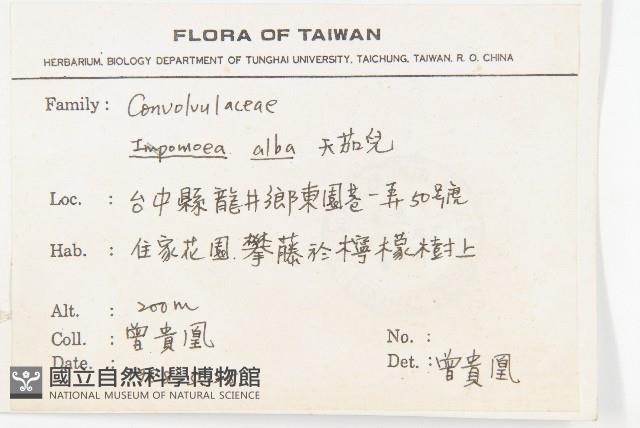 FLORA OF TAIWAN
HERBARIUM, BIOLOGY DEPARTMENT OF TUNGHAI UNIVERSITY, TAICHUNG, TAIWAN, R. O. CHINA
Family : Convolvulaceae
Impomoea alba 天茄兒
Loc. : 台中縣龍井鄉東園巷一弄50號
Hab. : 住家花園.攀藤於檸檬樹上
Alt. : 200m
Coll. : 曾貴凰
No. :
Date. :
Det. : 曾貴凰
國立自然科學博物館
NATIONAL MUSEUM OF NATURAL SCIENCE